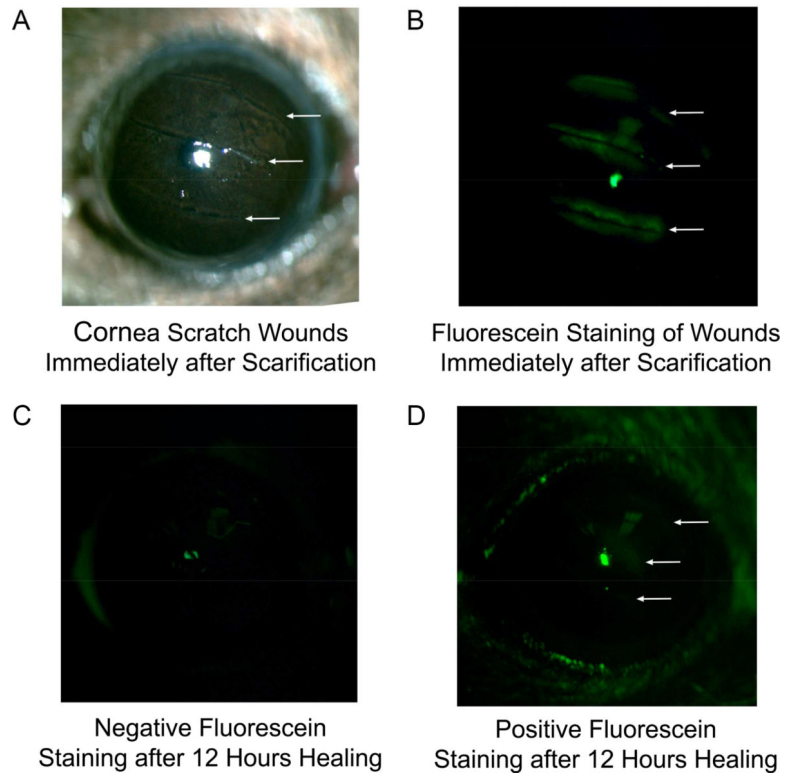 A
B
Cornea Scratch Wounds
Immediately after Scarification
Fluorescein Staining of Wounds
Immediately after Scarification
C
D
Negative Fluorescein
Staining after 12 Hours Healing
Positive Fluorescein
Staining after 12 Hours Healing